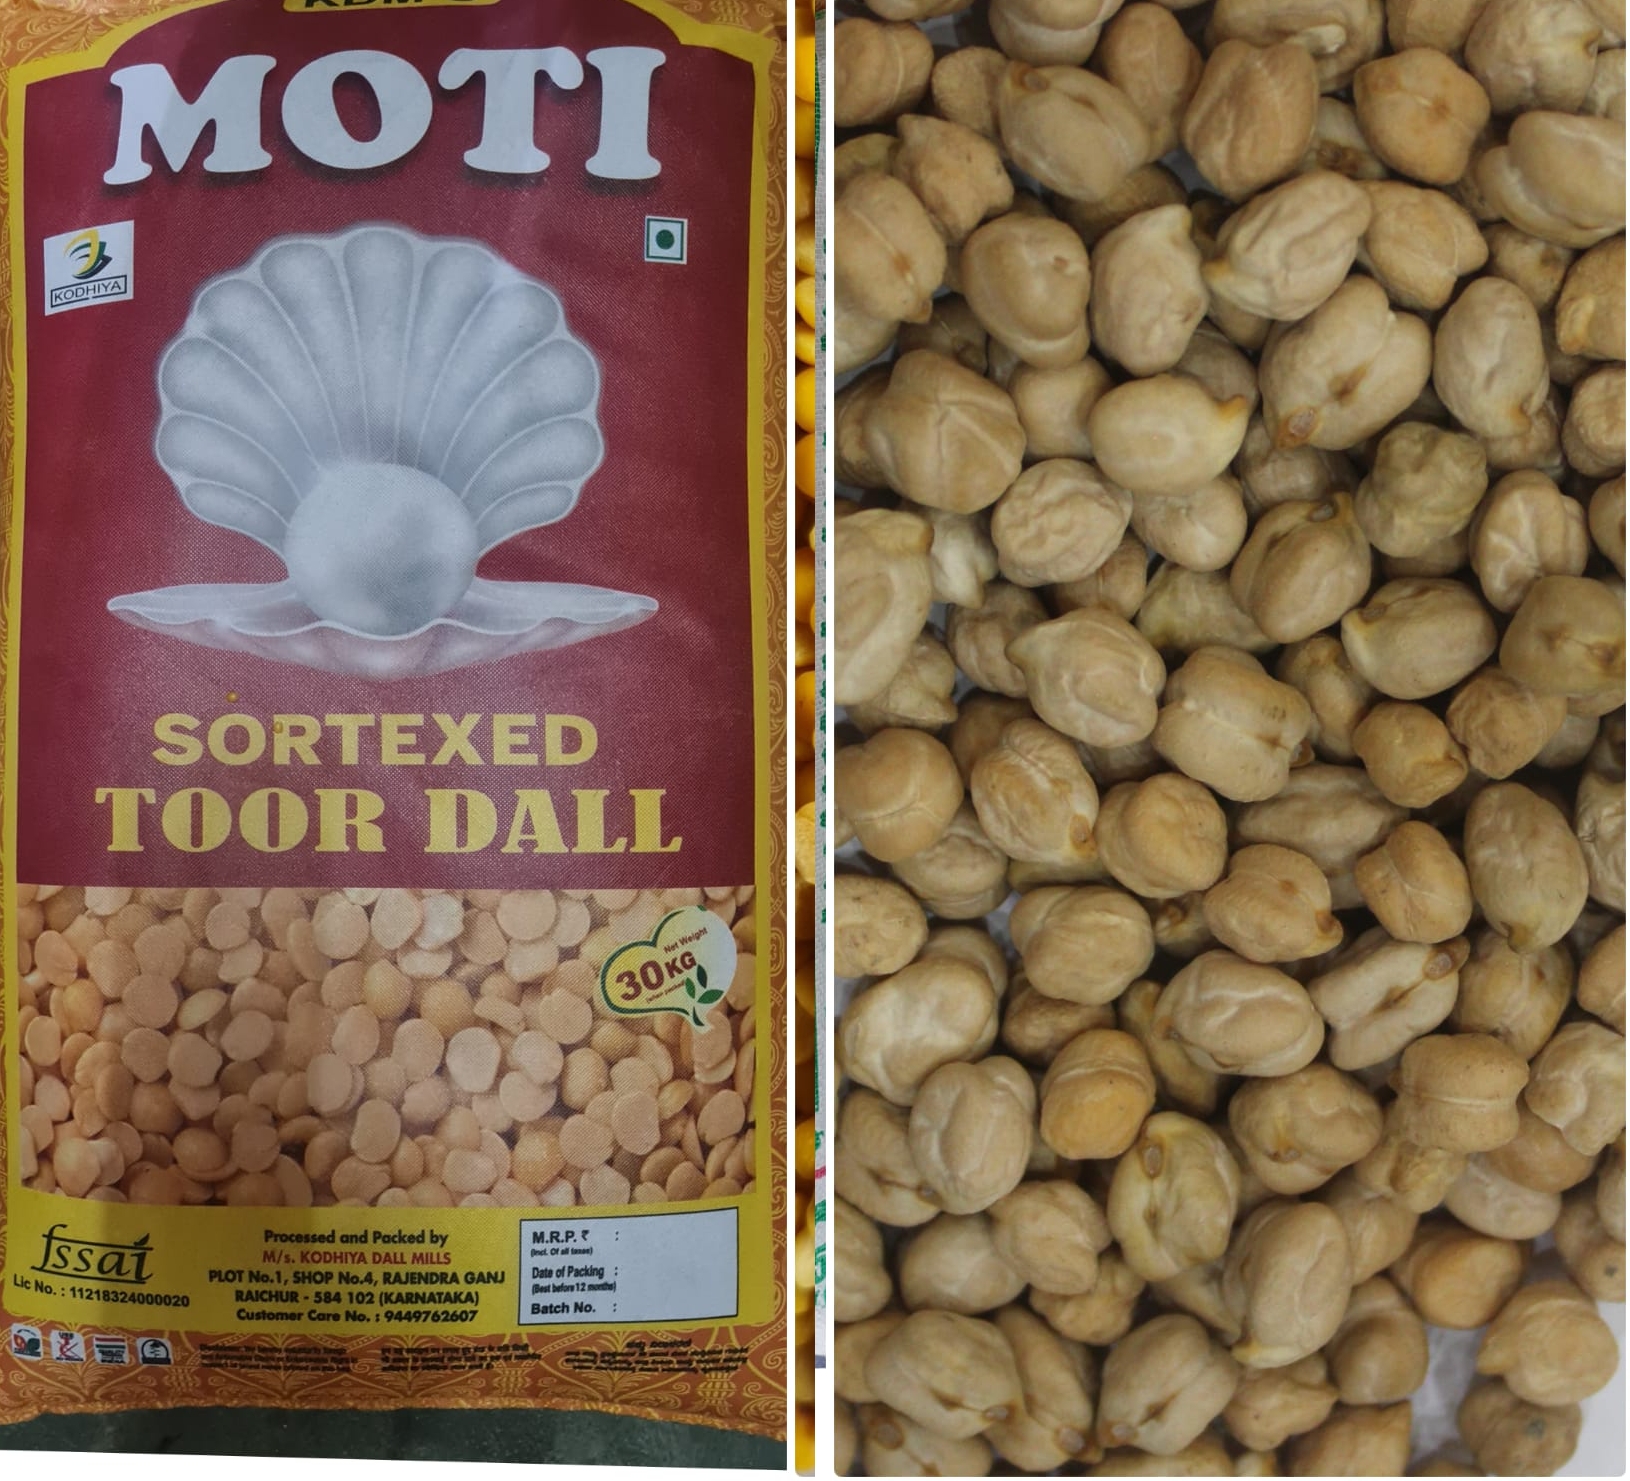 MOTI
KODHIYA
SORTEXED
TOOR DALL
Net Weight
30 KG
fssai
Lic No. : 11218324000020
Processed and Packed by
M/s. KODHIYA DALL MILLS
PLOT No.1, SHOP No.4, RAJENDRA GANJ
RAICHUR - 584 102 (KARNATAKA)
Customer Care No. : 9449762607
M.R.P. ₹ :
(Incl. Of all taxes)
Date of Packing :
(Best before 12 months)
Batch No. :